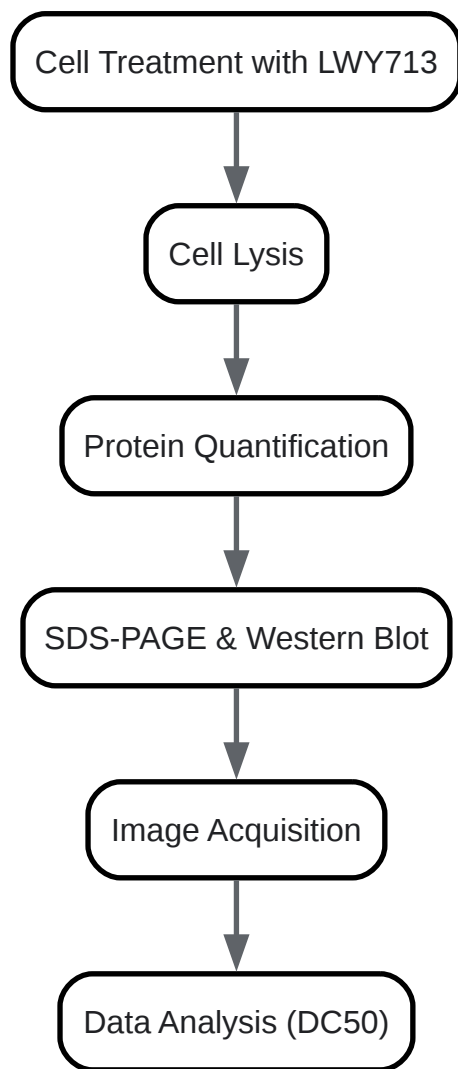 Cell Treatment with LWY713
Cell Lysis
Protein Quantification
SDS-PAGE & Western Blot
Image Acquisition
Data Analysis (DC50)